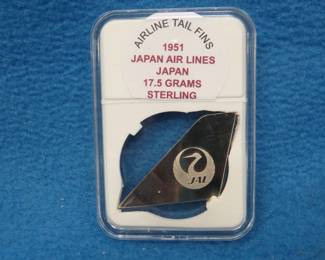 AIRLINE TAIL FINS
1951
JAPAN AIR LINES
JAPAN
17.5 GRAMS
STERLING
JAL